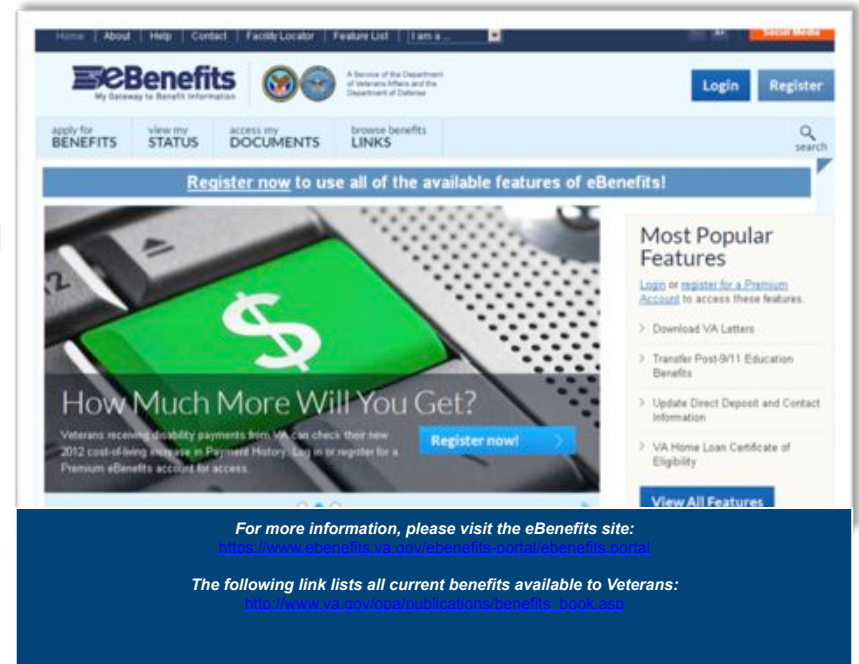 Home | About | Help | Contact | Facility Locator | Feature List | I am a ...
A+
Social Media
eBenefits
My Gateway to Benefit Information
A Service of the Department
of Veterans Affairs and the
Department of Defense
Login
Register
apply for
BENEFITS
view my
STATUS
access my
DOCUMENTS
browse benefits
LINKS
search
Register now to use all of the available features of eBenefits!
12
$
How Much More Will You Get?
Veterans receiving disability payments from VA can check their new
2012 cost-of-living increase in Payment History. Log in or register for a
Premium eBenefits account for access.
Register now!
Most Popular
Features
Login or register for a Premium
Account to access these features.
> Download VA Letters
> Transfer Post-9/11 Education
Benefits
> Update Direct Deposit and Contact
Information
> VA Home Loan Certificate of
Eligibility
View All Features
For more information, please visit the eBenefits site:
https://www.ebenefits.va.gov/ebenefits-portal/ebenefits.portal
The following link lists all current benefits available to Veterans:
http://www.va.gov/opa/publications/benefits_book.asp